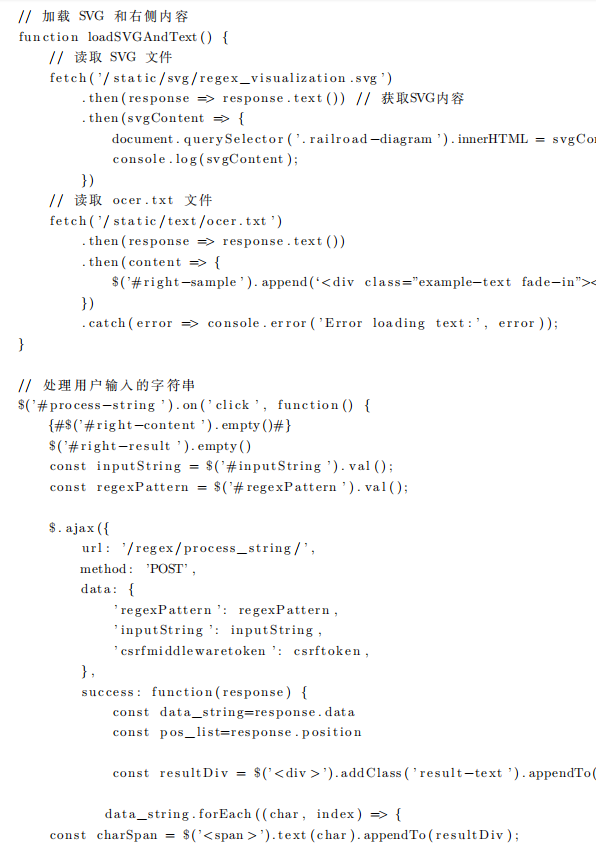 // 加载 SVG 和右侧内容
function loadSVGAndText() {
    // 读取 SVG 文件
    fetch('/static/svg/regex_visualization.svg')
        .then(response => response.text()) // 获取SVG内容
        .then(svgContent => {
            document.querySelector('.railroad-diagram').innerHTML = svgCo
            console.log(svgContent);
        })
    // 读取 ocer.txt 文件
    fetch('/static/text/ocer.txt')
        .then(response => response.text())
        .then(content => {
            $('#right-sample').append(‘<div class=”example-text fade-in”><
        })
        .catch(error => console.error('Error loading text:', error));
}

// 处理用户输入的字符串
$('#process-string').on('click', function() {
    {#$('#right-content').empty()#}
    $('#right-result').empty()
    const inputString = $('#inputString').val();
    const regexPattern = $('#regexPattern').val();

    $.ajax({
        url: '/regex/process_string/',
        method: 'POST',
        data: {
            'regexPattern': regexPattern,
            'inputString': inputString,
            'csrfmiddlewaretoken': csrftoken,
        },
        success: function(response) {
            const data_string=response.data
            const pos_list=response.position

            const resultDiv = $('<div>').addClass('result-text').appendTo(

            data_string.forEach((char, index) => {
    const charSpan = $('<span>').text(char).appendTo(resultDiv);